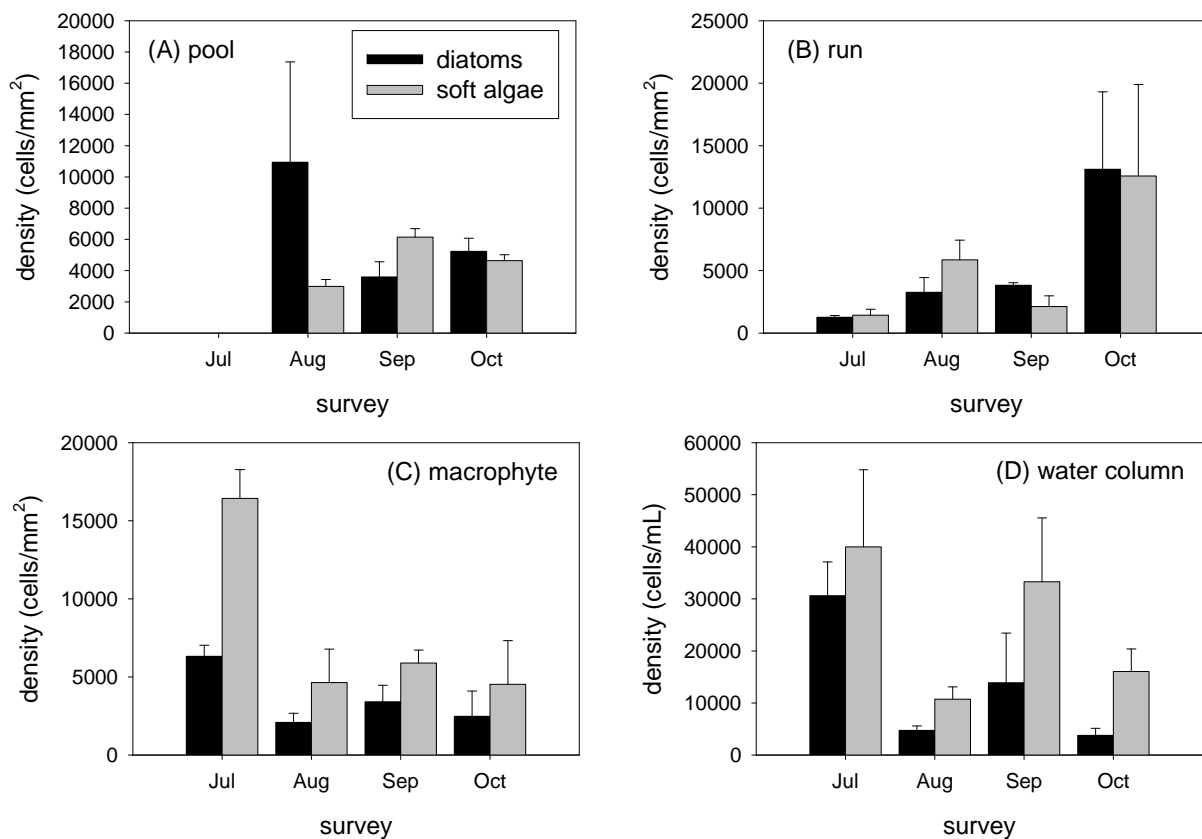 (A) pool
diatoms
soft algae
density (cells/mm²)
20000
18000
16000
14000
12000
10000
8000
6000
4000
2000
0
Jul Aug Sep Oct
survey
(B) run
density (cells/mm²)
25000
20000
15000
10000
5000
0
Jul Aug Sep Oct
survey
(C) macrophyte
density (cells/mm²)
20000
15000
10000
5000
0
Jul Aug Sep Oct
survey
(D) water column
density (cells/mL)
60000
50000
40000
30000
20000
10000
0
Jul Aug Sep Oct
survey